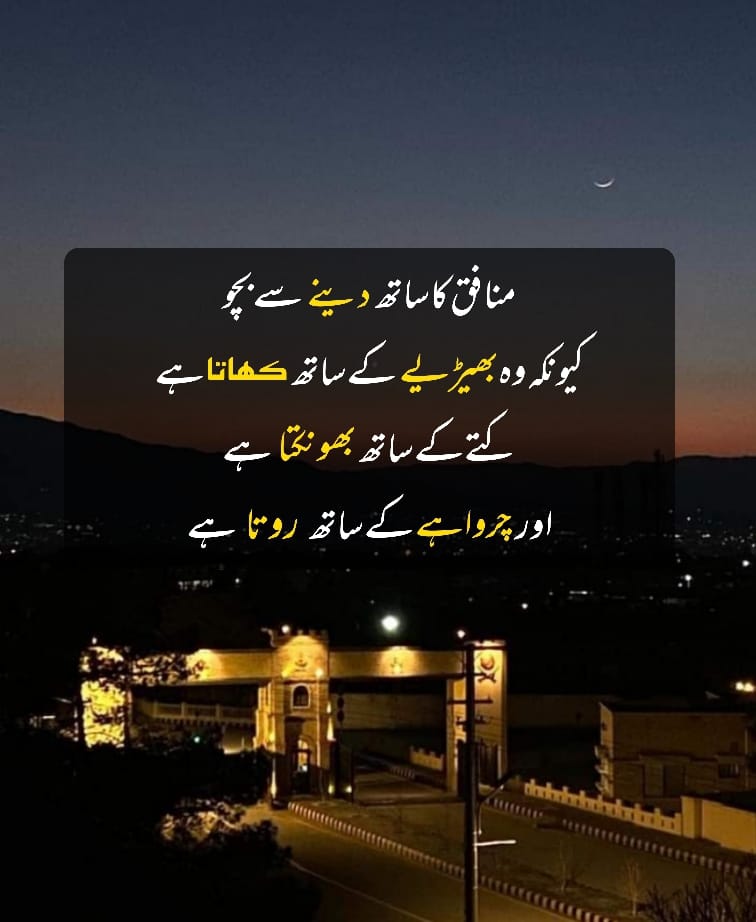 منافق کا ساتھ دینے سے بچو
کیونکہ وہ بھیڑیے کے ساتھ کھاتا ہے
کتے کے ساتھ بھونکتا ہے
اور چرواہے کے ساتھ روتا ہے